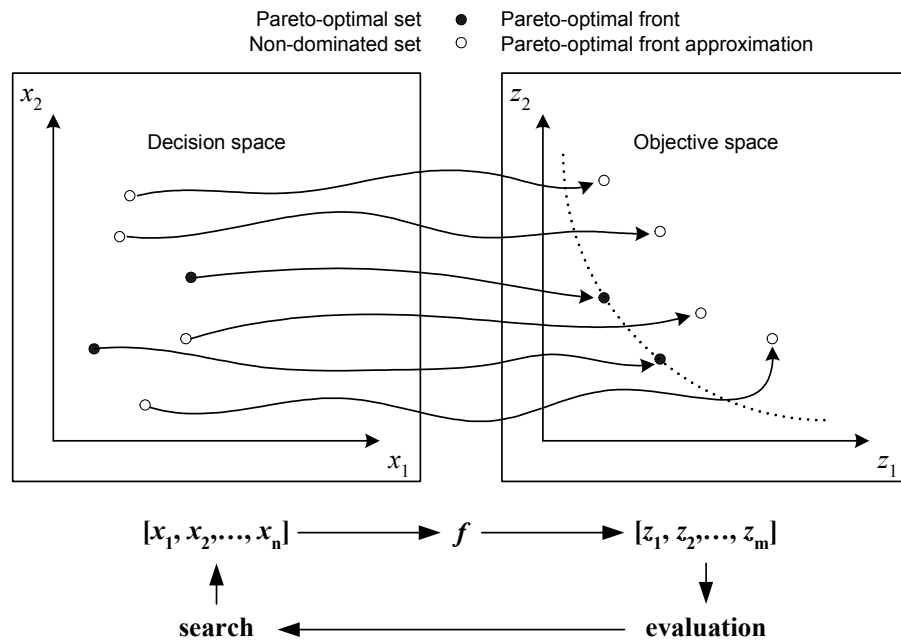 Pareto-optimal set ● Pareto-optimal front
Non-dominated set ○ Pareto-optimal front approximation
x₂
Decision space
x₁
z₂
Objective space
z₁
[x₁, x₂,..., xₙ] f [z₁, z₂,..., zₘ]
search evaluation